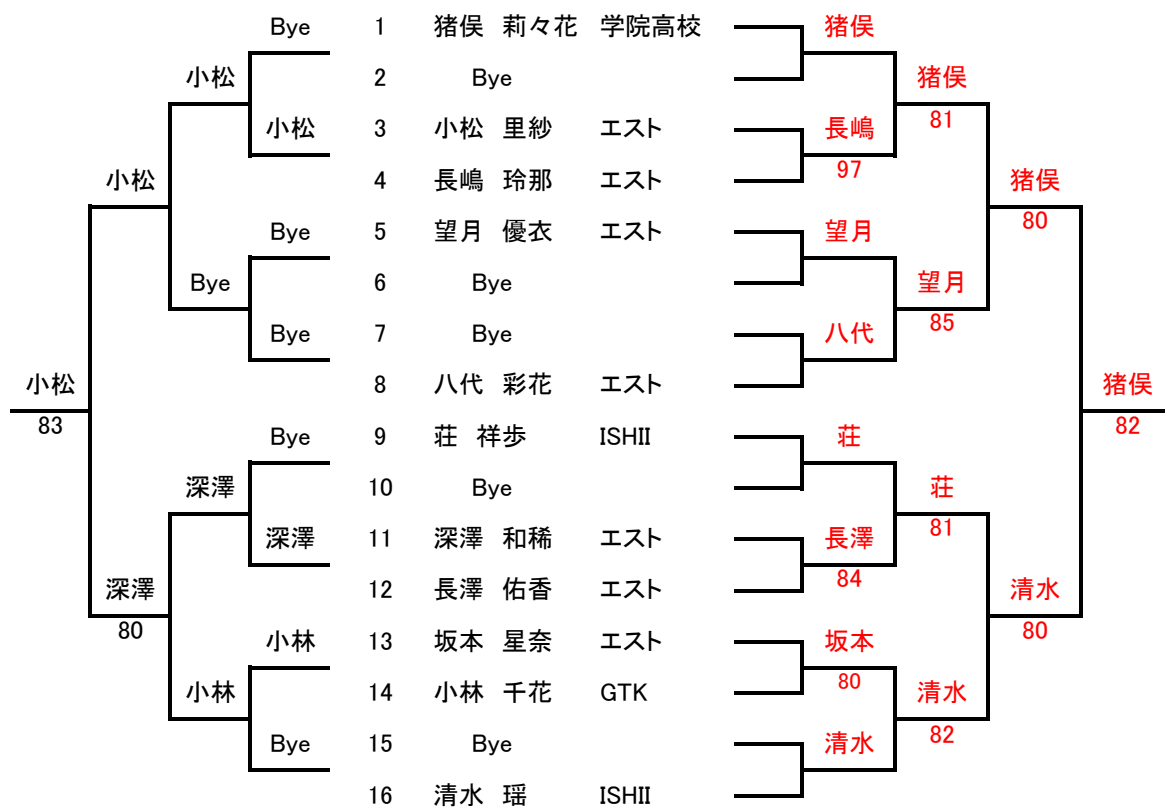 Bye 1 猪俣 莉々花 学院高校 猪俣
小松 2 Bye 猪俣
小松 3 小松 里紗 エスト 長嶋 81
97
小松 4 長嶋 玲那 エスト 猪俣
80
Bye 5 望月 優衣 エスト 望月
Bye 6 Bye 望月
85
Bye 7 Bye 八代
小松 8 八代 彩花 エスト 猪俣
83 82
Bye 9 荘 祥歩 ISHII 荘
深澤 10 Bye 荘
81
深澤 11 深澤 和稀 エスト 長澤
84
深澤 12 長澤 佑香 エスト 清水
80 80
小林 13 坂本 星奈 エスト 坂本
80
小林 14 小林 千花 GTK 清水
82
Bye 15 Bye 清水
16 清水 瑶 ISHII